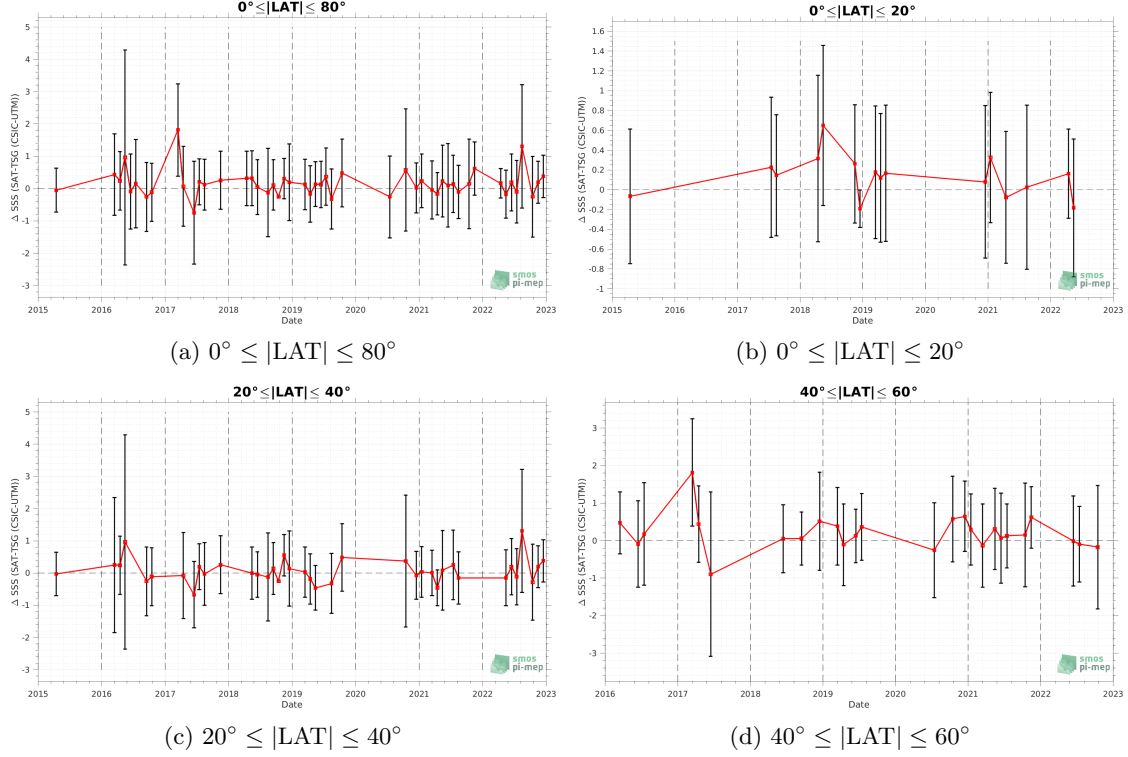 0°≤|LAT|≤ 80°
Δ SSS (SAT-TSG (CSIC-UTM))
5
4
3
2
1
0
-1
-2
-3
2015 2016 2017 2018 2019 2020 2021 2022 2023
Date
smos
pi-mep
(a) 0° ≤ |LAT| ≤ 80°
0°≤|LAT|≤ 20°
Δ SSS (SAT-TSG (CSIC-UTM))
1.6
1.4
1.2
1
0.8
0.6
0.4
0.2
0
-0.2
-0.4
-0.6
-0.8
-1
2015 2016 2017 2018 2019 2020 2021 2022 2023
Date
smos
pi-mep
(b) 0° ≤ |LAT| ≤ 20°
20°≤|LAT|≤ 40°
Δ SSS (SAT-TSG (CSIC-UTM))
5
4
3
2
1
0
-1
-2
-3
2015 2016 2017 2018 2019 2020 2021 2022 2023
Date
smos
pi-mep
(c) 20° ≤ |LAT| ≤ 40°
40°≤|LAT|≤ 60°
Δ SSS (SAT-TSG (CSIC-UTM))
3
2
1
0
-1
-2
-3
2016 2017 2018 2019 2020 2021 2022 2023
Date
smos
pi-mep
(d) 40° ≤ |LAT| ≤ 60°